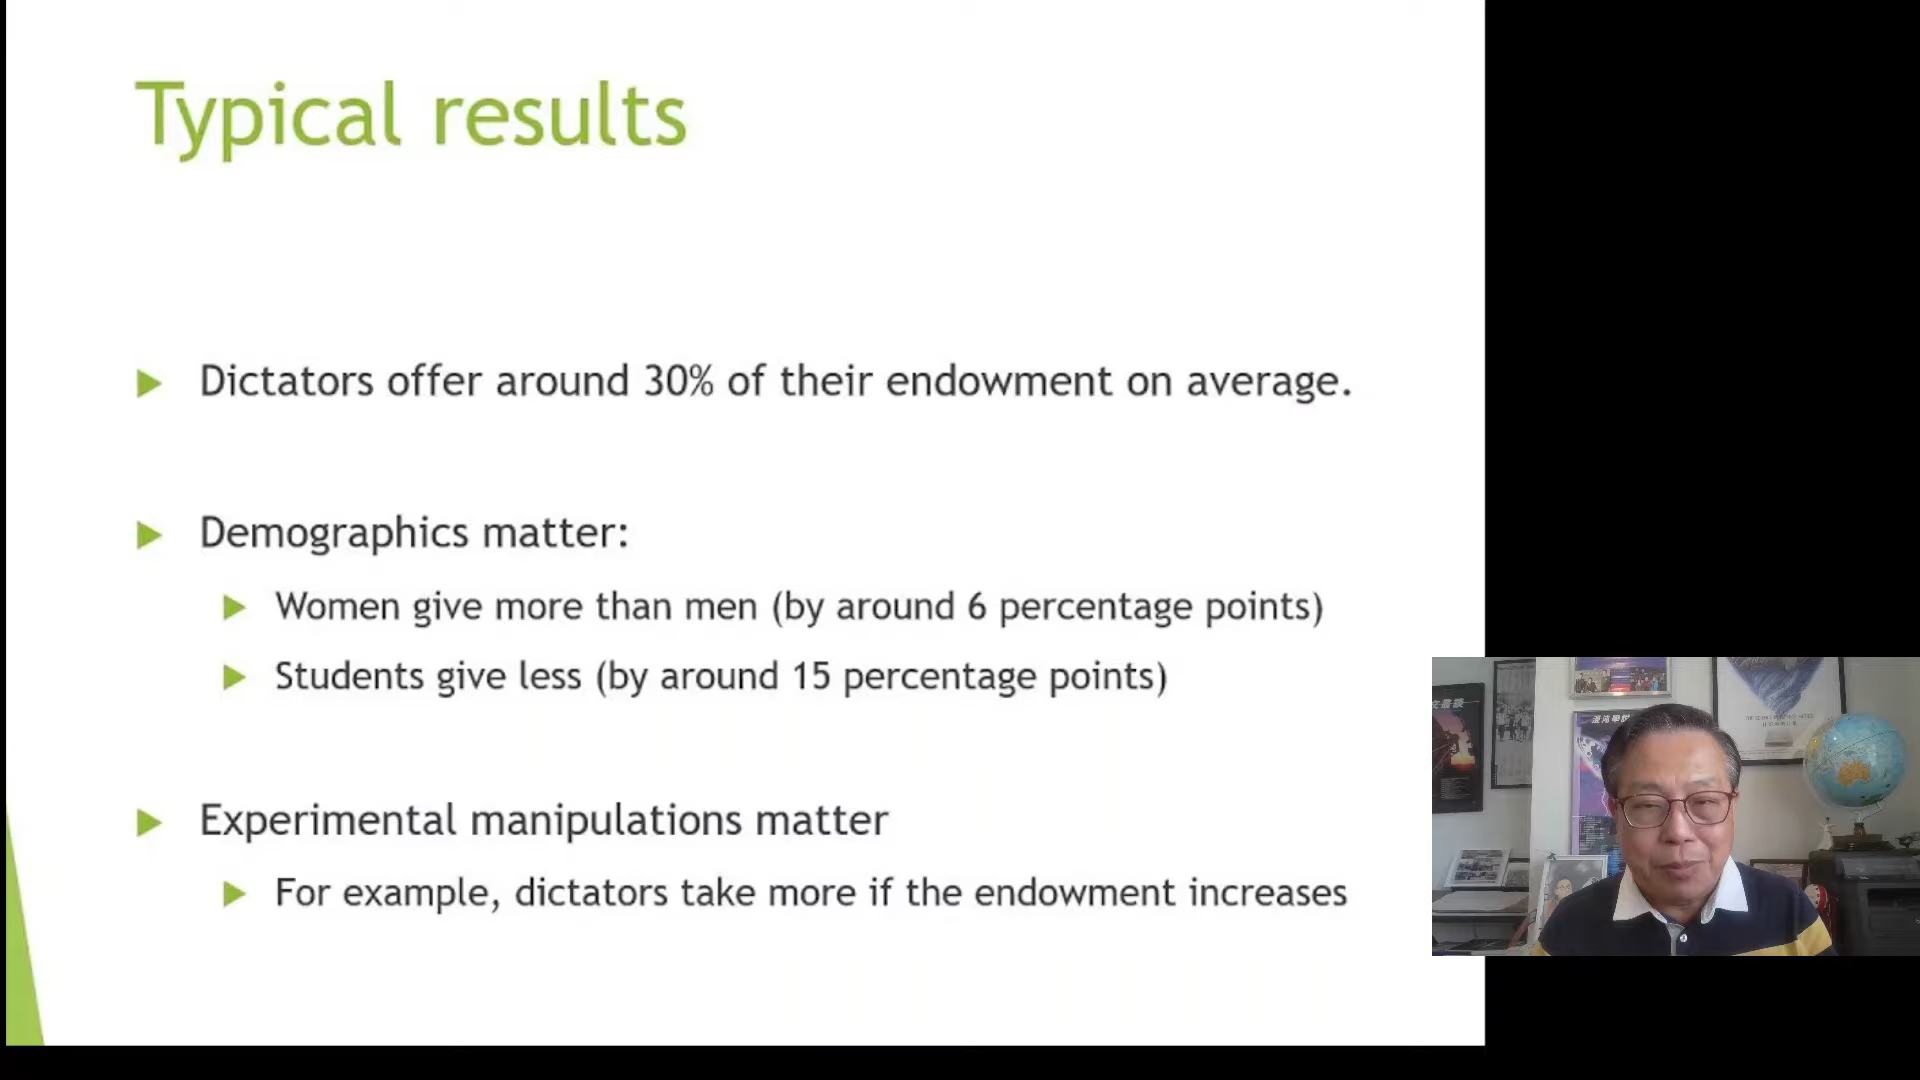 Typical results
Dictators offer around 30% of their endowment on average.
Demographics matter:
Women give more than men (by around 6 percentage points)
Students give less (by around 15 percentage points)
Experimental manipulations matter
For example, dictators take more if the endowment increases